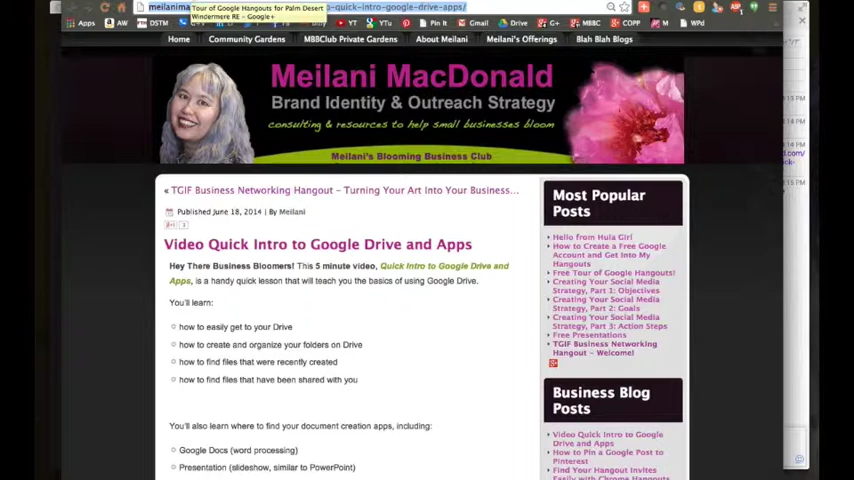 meilanima
Tour of Google Hangouts for Palm Desert
-quick-intro-google-drive-apps/
Windermere RE - Google+
Apps AW DSTM YT YTu Pin Gmail Drive G+ MBB C WPd
Home Community Gardens MBBClub Private Gardens About Meilani Meilani's Offerings Blah Blah Blogs
Meilani MacDonald
Brand Identity & Outreach Strategy
consulting & resources to help small businesses bloom
Meilani's Blooming Business Club
« TGIF Business Networking Hangout – Turning Your Art Into Your Business...
Published June 18, 2014 | By Meilani
Video Quick Intro to Google Drive and Apps
Hey There Business Bloomers! This 5 minute video, Quick Intro to Google Drive and
Apps, is a handy quick lesson that will teach you the basics of using Google Drive.
You'll learn:
how to easily get to your Drive
how to create and organize your folders on Drive
how to find files that were recently created
how to find files that have been shared with you
You'll also learn where to find your document creation apps, including:
Google Docs (word processing)
Presentation (slideshow, similar to PowerPoint)
Most Popular
Posts
Hello from Hula Girl
How to Create a Free Google
Account and Get Into My
Hangouts
Free Tour of Google Hangouts!
Creating Your Social Media
Strategy, Part 1: Objectives
Creating Your Social Media
Strategy, Part 2: Goals
Creating Your Social Media
Strategy, Part 3: Action Steps
Free Presentations
TGIF Business Networking
Hangout – Welcome!
Business Blog
Posts
Video Quick Intro to Google
Drive and Apps
How to Pin a Google Post to
Pinterest
Find Your Hangout Invites
Easily with Chrome Hangouts